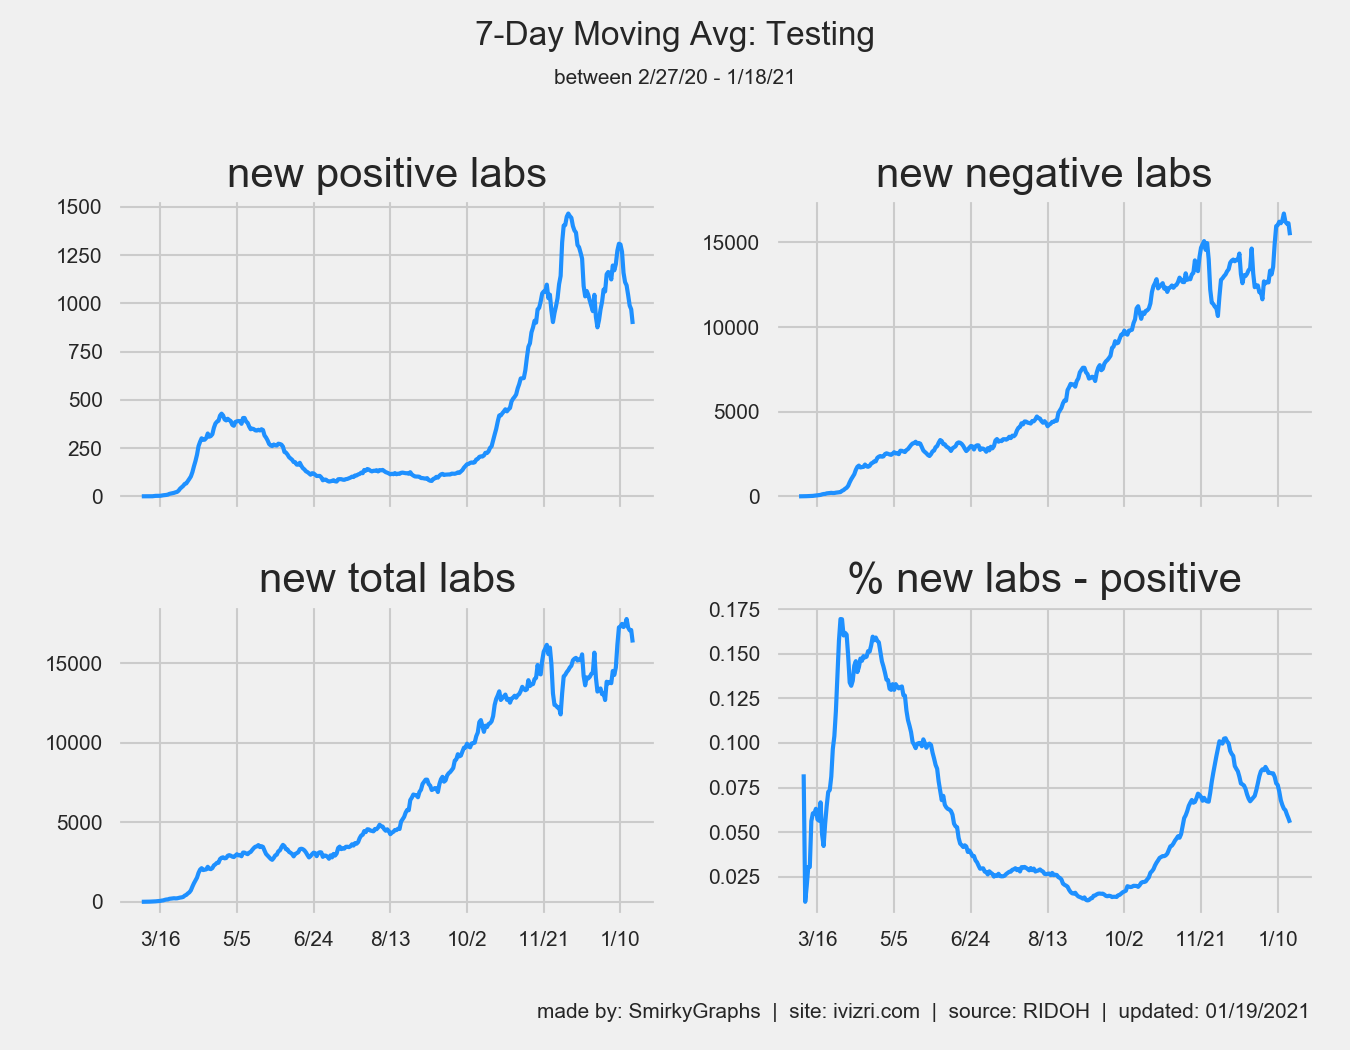 7-Day Moving Avg: Testing
between 2/27/20 - 1/18/21
new positive labs
1500
1250
1000
750
500
250
0
new negative labs
15000
10000
5000
0
new total labs
15000
10000
5000
0
3/16 5/5 6/24 8/13 10/2 11/21 1/10
% new labs - positive
0.175
0.150
0.125
0.100
0.075
0.050
0.025
3/16 5/5 6/24 8/13 10/2 11/21 1/10
made by: SmirkyGraphs | site: ivizri.com | source: RIDOH | updated: 01/19/2021